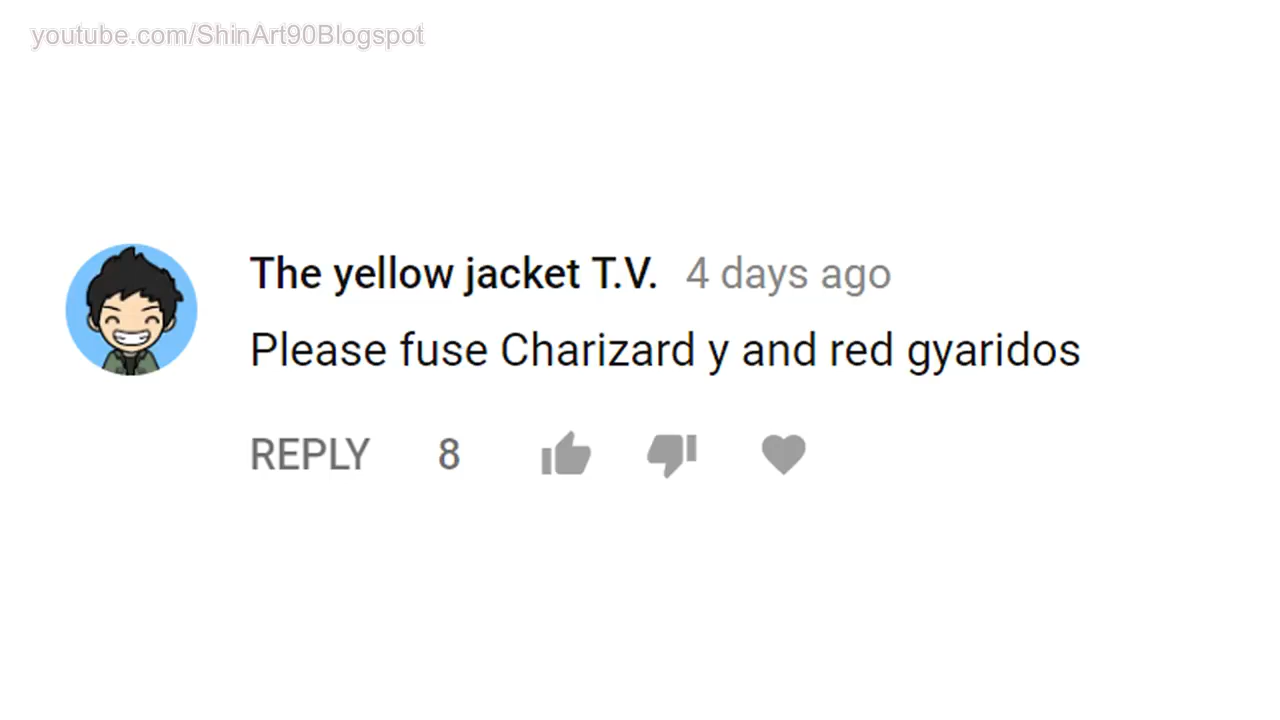 youtube.com/ShinArt90Blogspot
The yellow jacket T.V. 4 days ago
Please fuse Charizard y and red gyaridos
REPLY 8